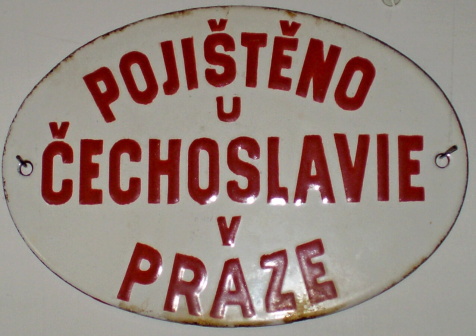 POJIŠTĚNO
U
ČECHOSLAVIE
V
PRAZE